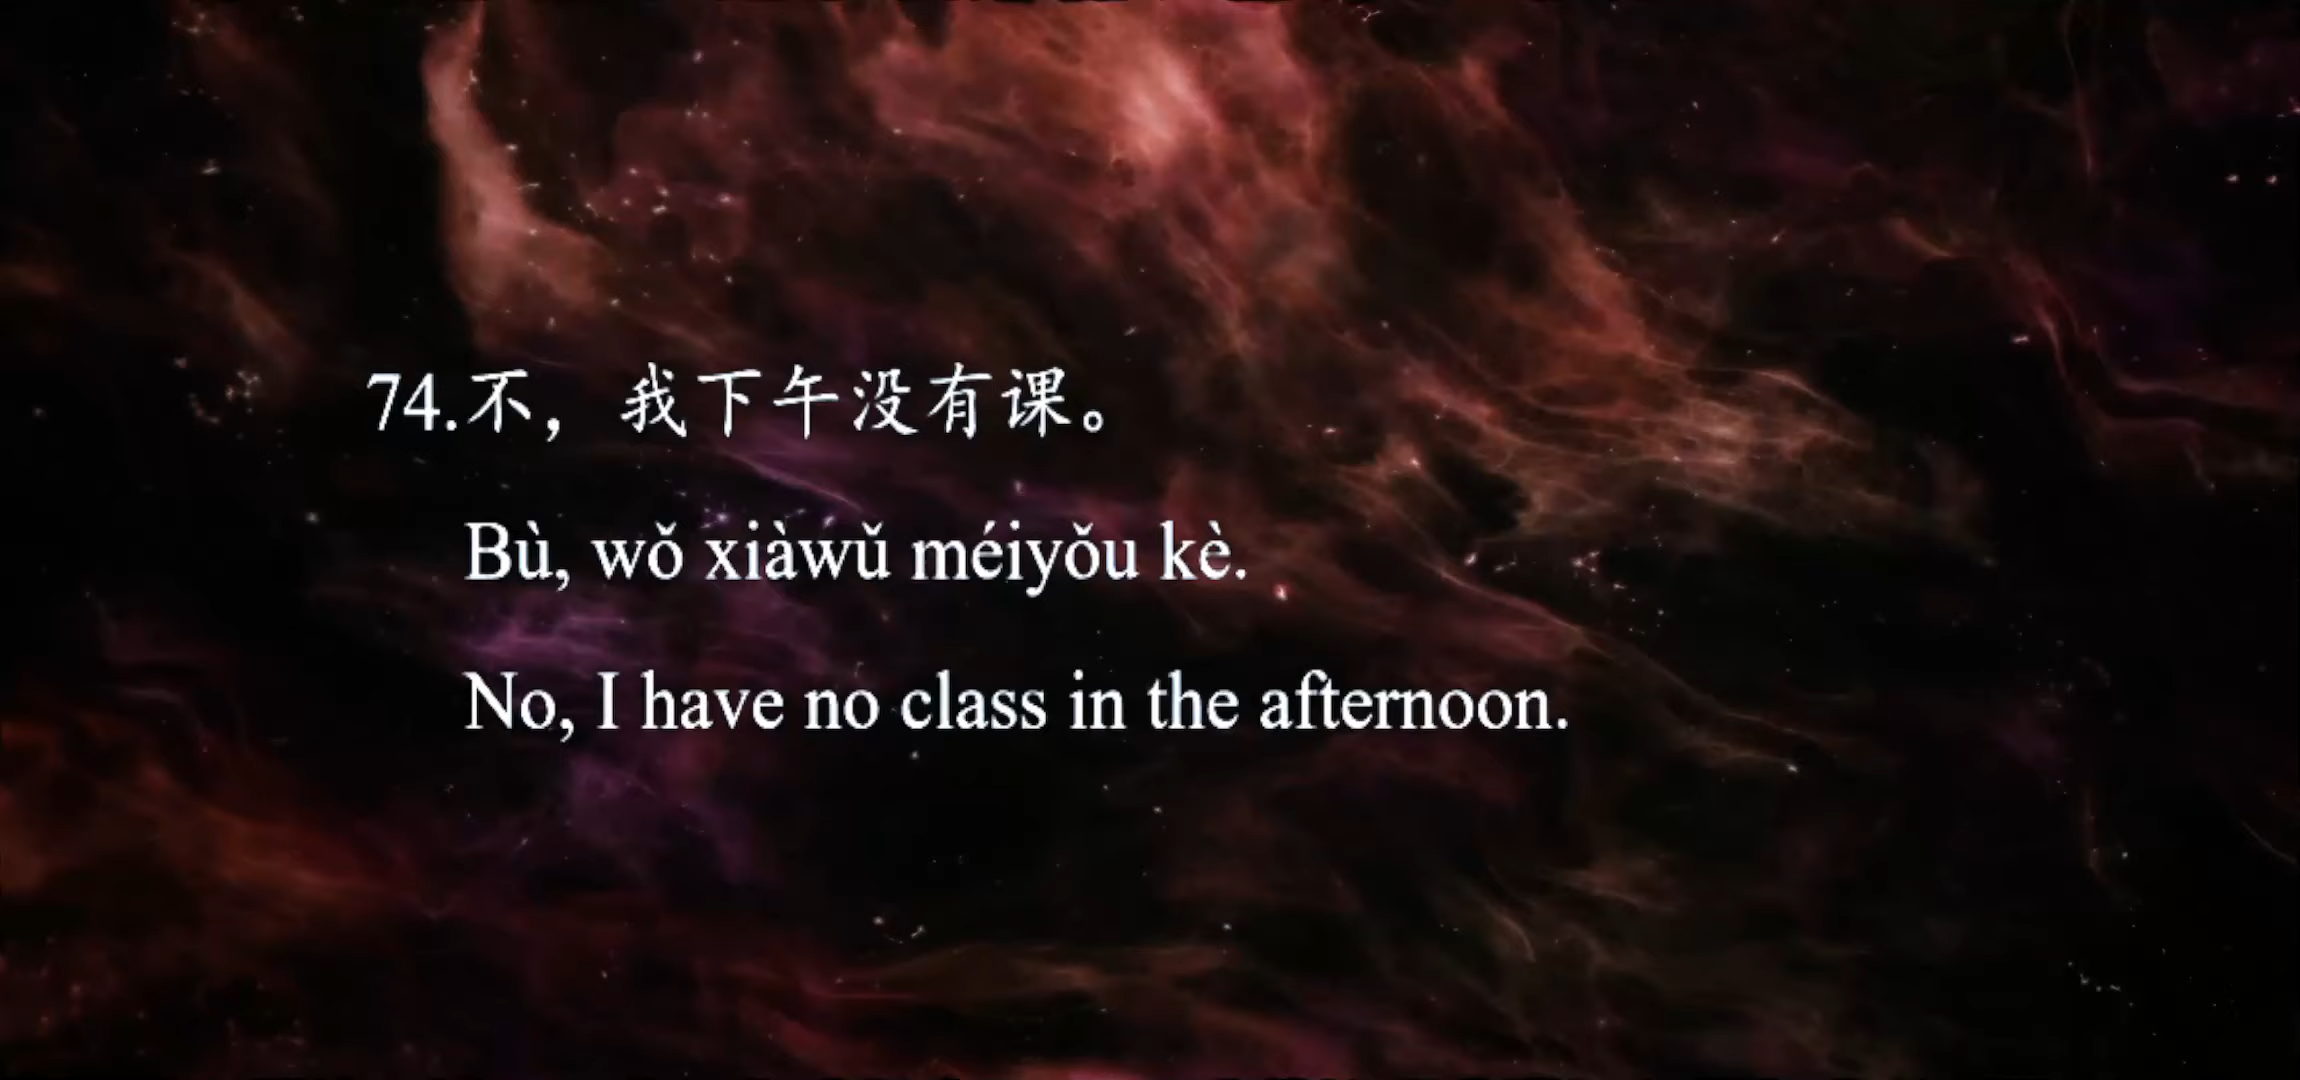 74.不，我下午没有课。
Bù, wǒ xiàwǔ méiyǒu kè.
No, I have no class in the afternoon.